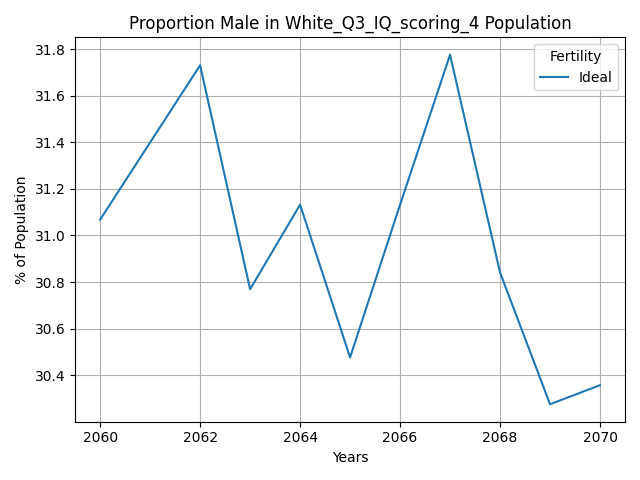 Proportion Male in White_Q3_IQ_scoring_4 Population
31.8
31.6
31.4
31.2
31.0
30.8
30.6
30.4
% of Population
Fertility
Ideal
2060
2062
2064
2066
2068
2070
Years